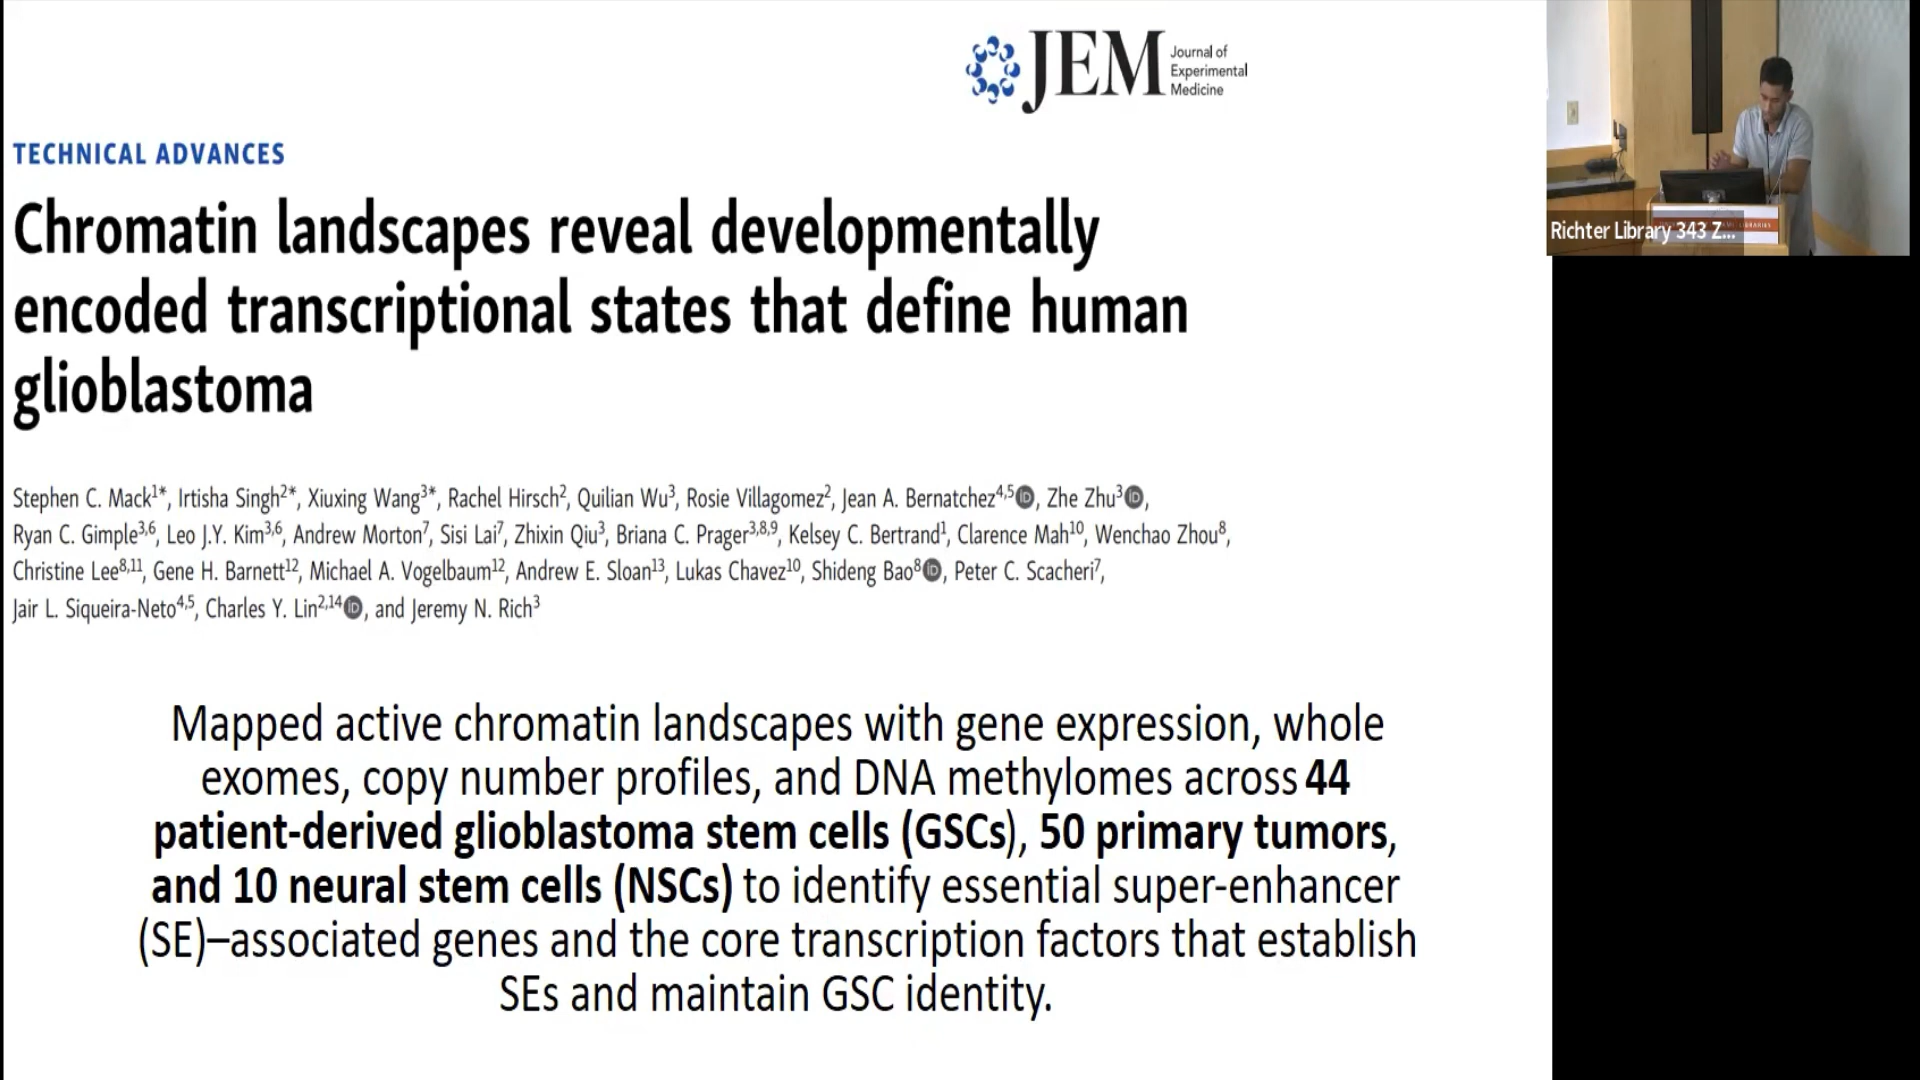 JEM Journal of
Experimental
Medicine
TECHNICAL ADVANCES
Chromatin landscapes reveal developmentally
encoded transcriptional states that define human
glioblastoma
Stephen C. Mack1*, Irtisha Singh2*, Xiuxing Wang3*, Rachel Hirsch2, Quilian Wu3, Rosie Villagomez2, Jean A. Bernatchez4,5iD, Zhe Zhu3iD,
Ryan C. Gimple3,6, Leo J.Y. Kim3,6, Andrew Morton7, Sisi Lai7, Zhixin Qiu3, Briana C. Prager3,8,9, Kelsey C. Bertrand1, Clarence Mah10, Wenchao Zhou8,
Christine Lee8,11, Gene H. Barnett12, Michael A. Vogelbaum12, Andrew E. Sloan13, Lukas Chavez10, Shideng Bao8iD, Peter C. Scacheri7,
Jair L. Siqueira-Neto4,5, Charles Y. Lin2,14iD, and Jeremy N. Rich3
Mapped active chromatin landscapes with gene expression, whole
exomes, copy number profiles, and DNA methylomes across 44
patient-derived glioblastoma stem cells (GSCs), 50 primary tumors,
and 10 neural stem cells (NSCs) to identify essential super-enhancer
(SE)–associated genes and the core transcription factors that establish
SEs and maintain GSC identity.
Richter Library 343 Z...
LIBRARIES